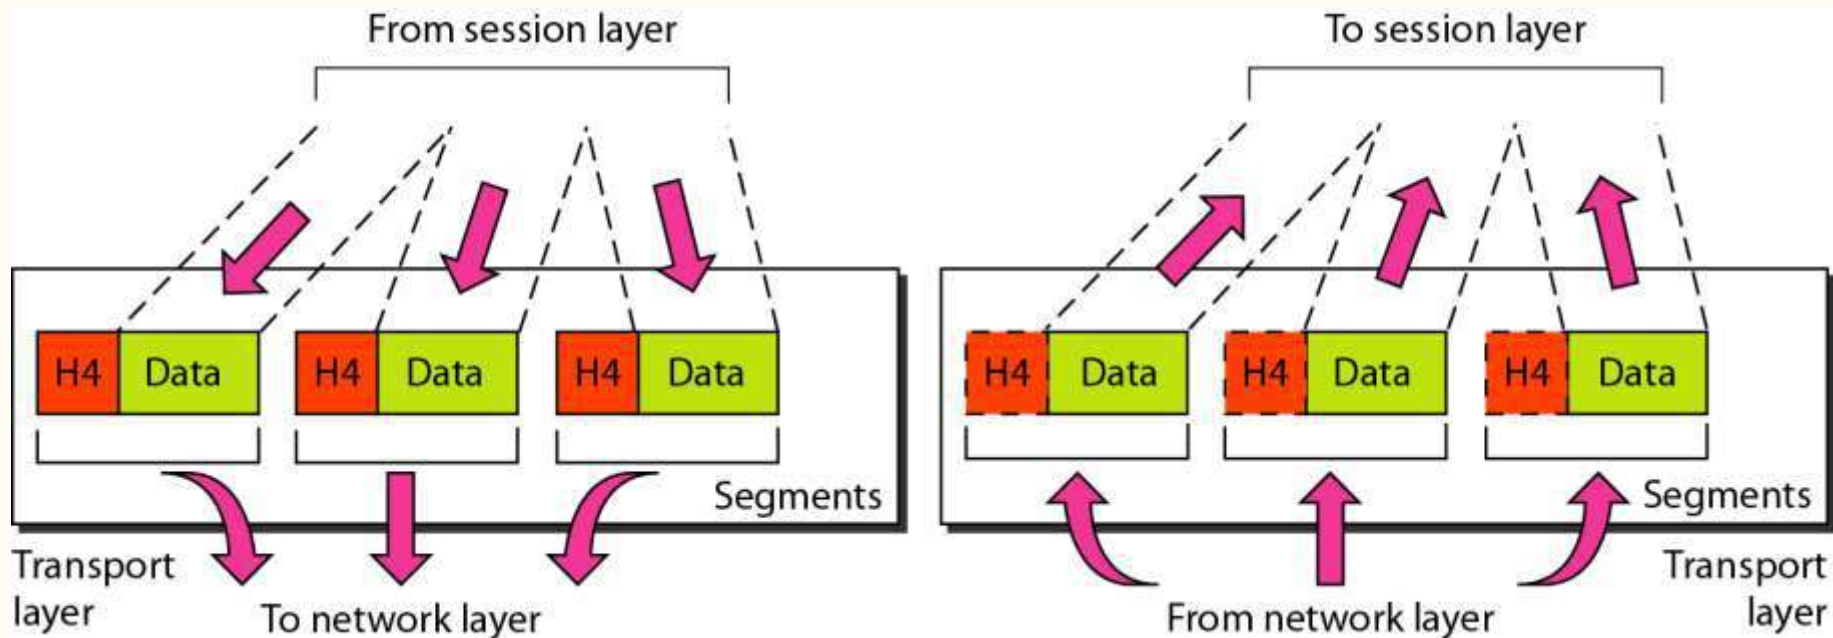 From session layer
H4 Data H4 Data H4 Data
Segments
Transport
layer
To network layer
To session layer
H4 Data H4 Data H4 Data
Segments
From network layer
Transport
layer